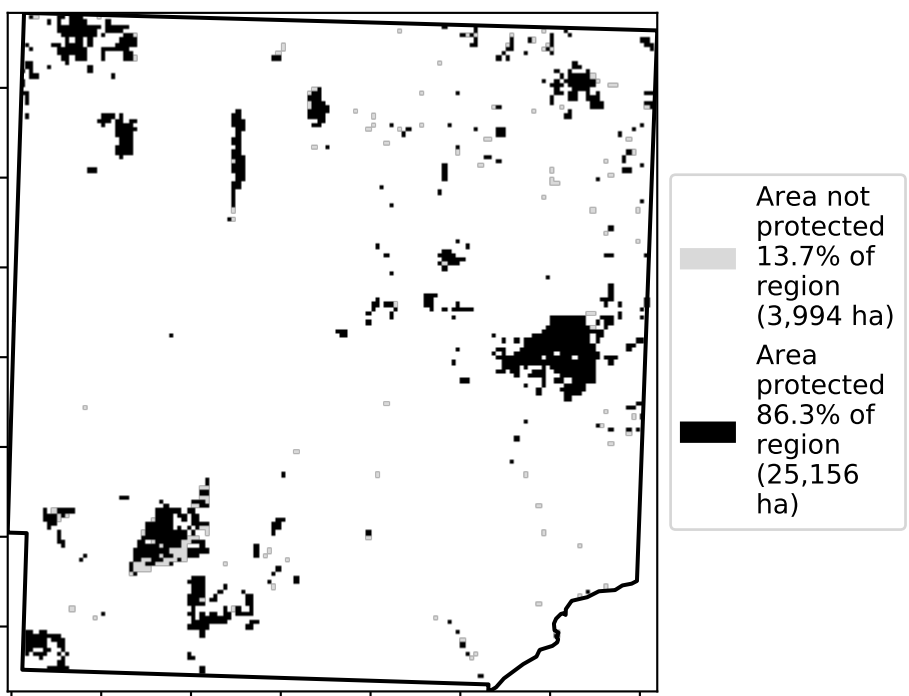 Area not
protected
13.7% of
region
(3,994 ha)
Area
protected
86.3% of
region
(25,156
ha)